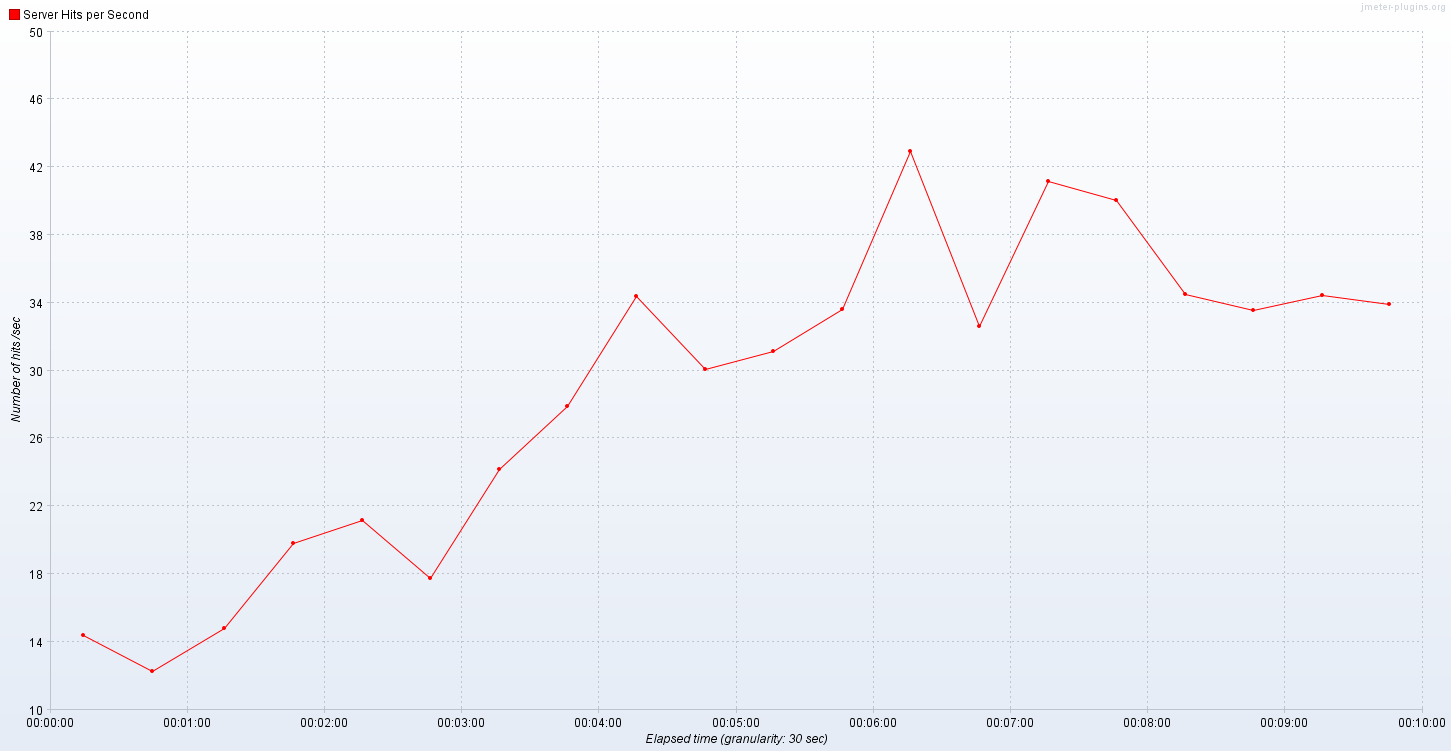 Server Hits per Second
jmeter-plugins.org
50
46
42
38
34
30
26
22
18
14
10
Number of hits /sec
00:00:00 00:01:00 00:02:00 00:03:00 00:04:00 00:05:00 00:06:00 00:07:00 00:08:00 00:09:00 00:10:00
Elapsed time (granularity: 30 sec)